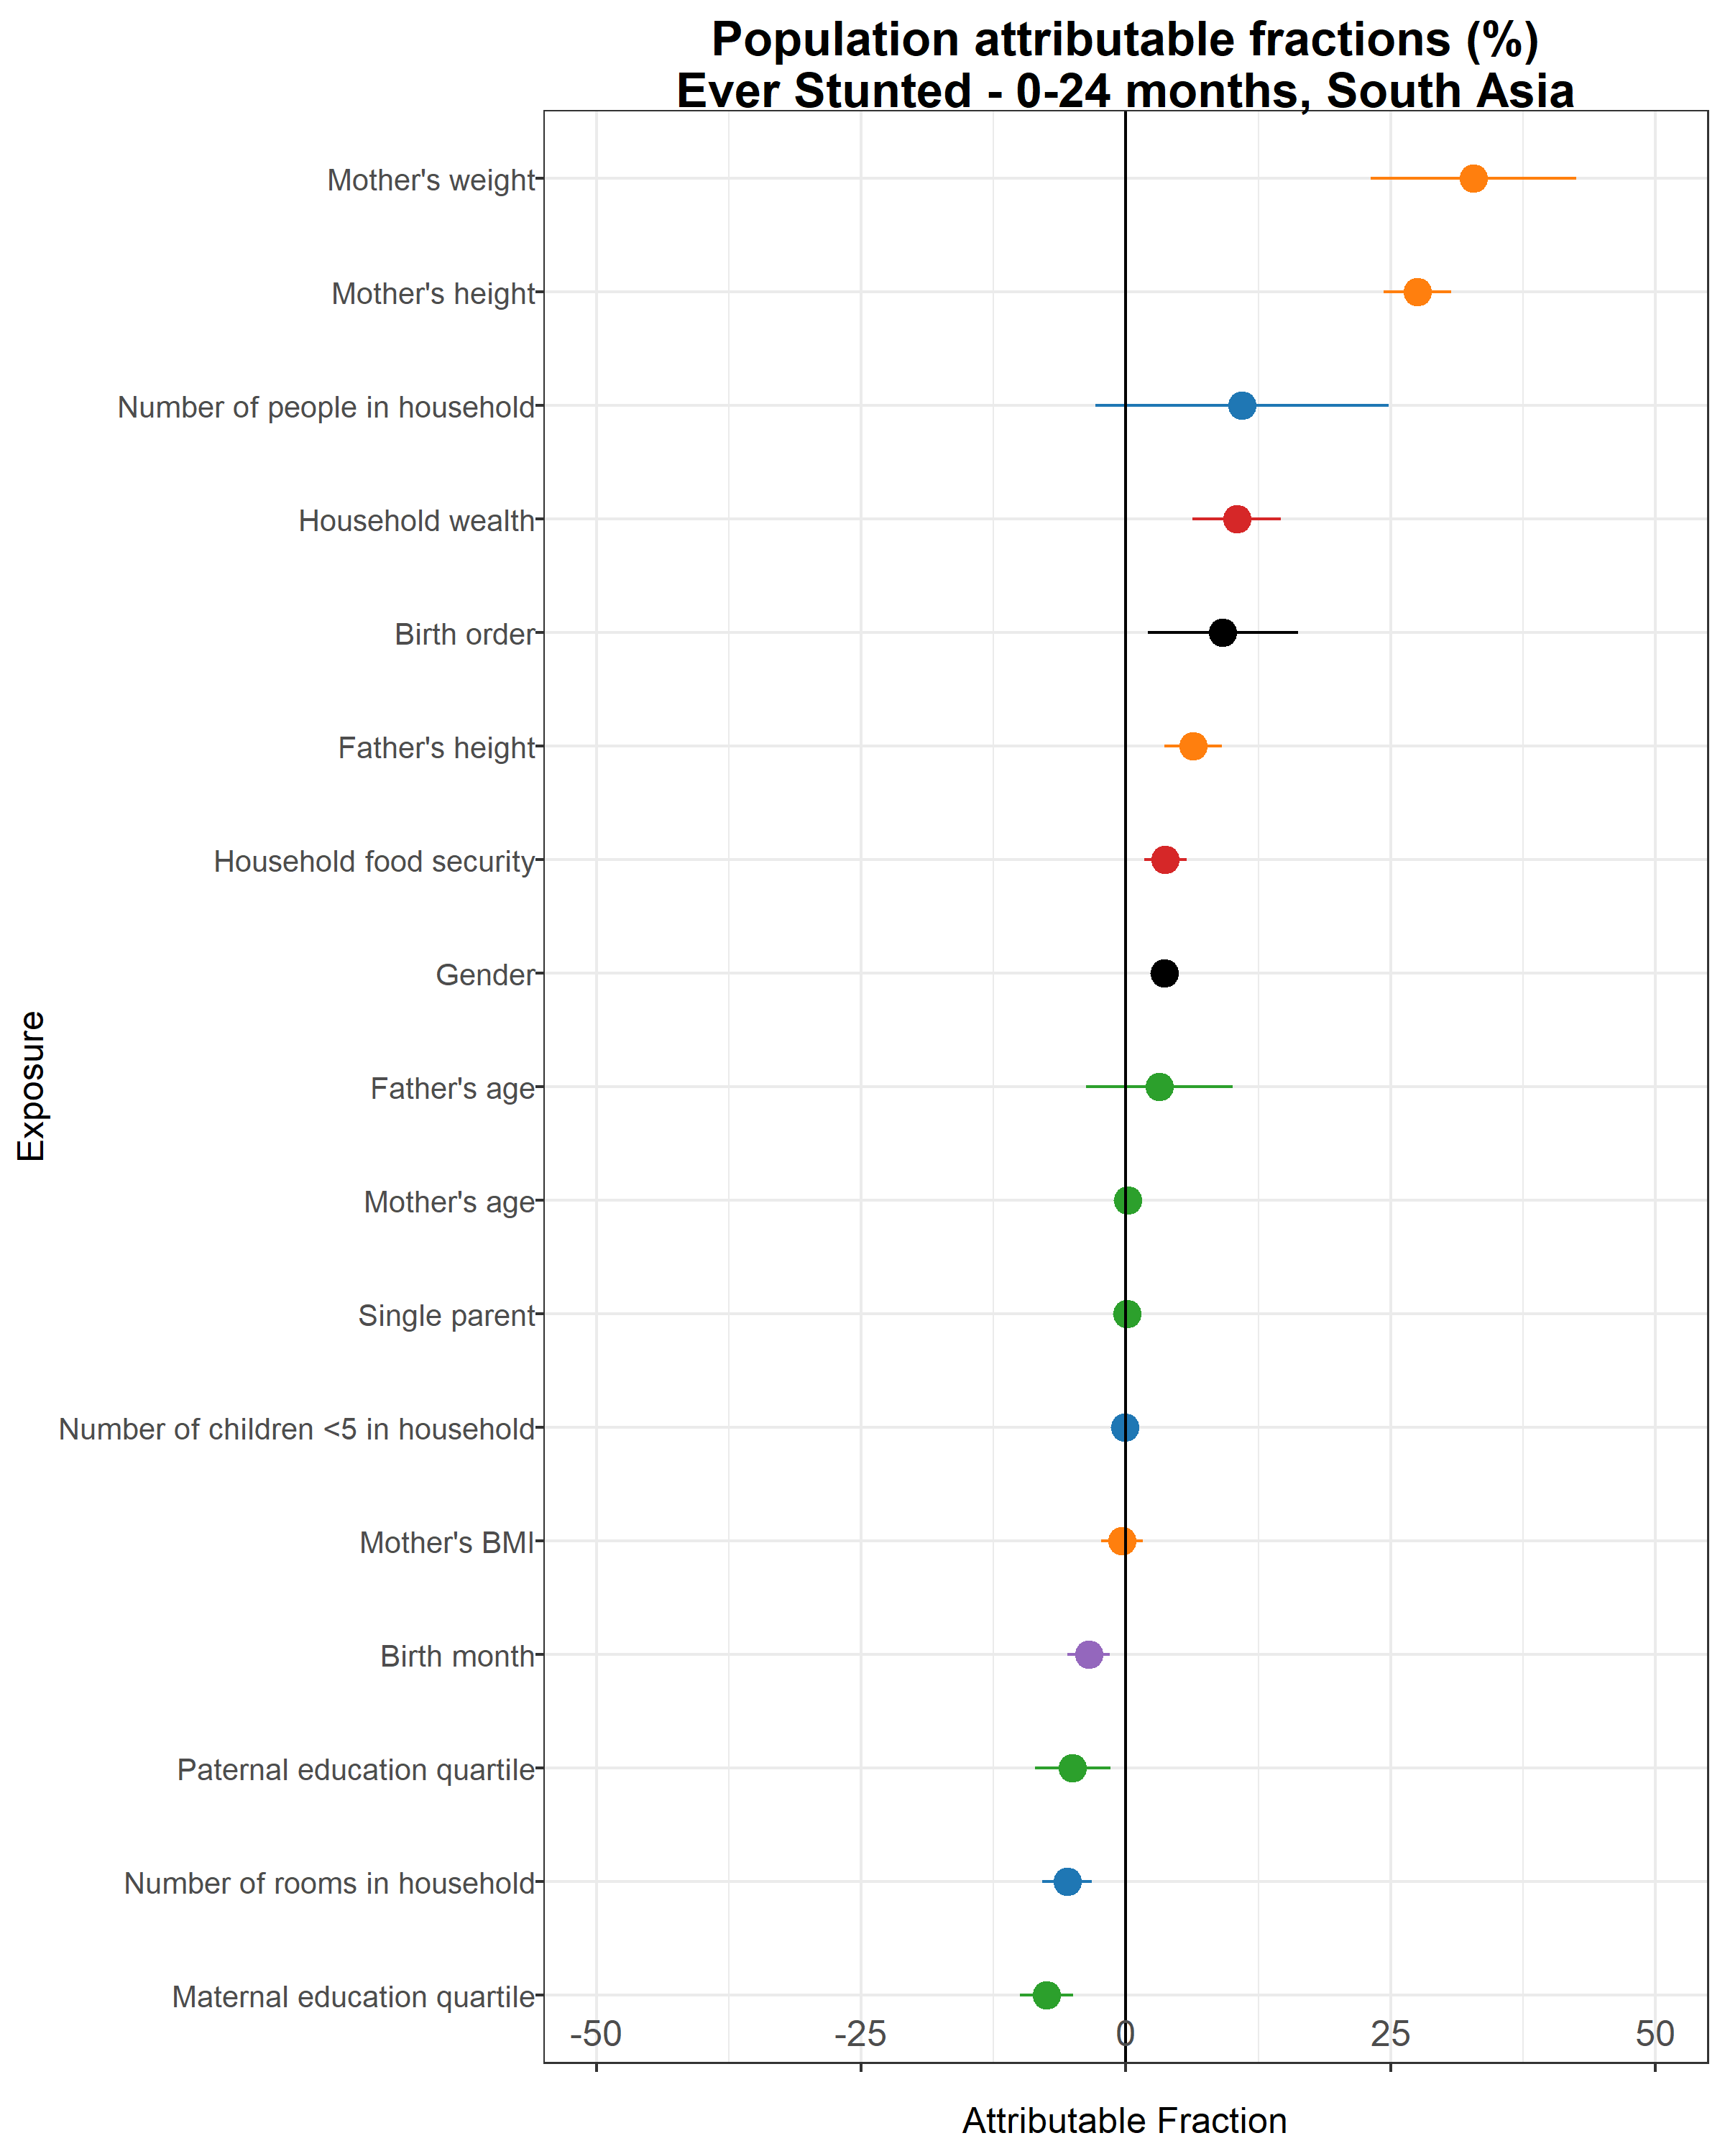 Population attributable fractions (%)
Ever Stunted - 0-24 months, South Asia
Mother's weight
Mother's height
Number of people in household
Household wealth
Birth order
Father's height
Household food security
Gender
Father's age
Mother's age
Single parent
Number of children <5 in household
Mother's BMI
Birth month
Paternal education quartile
Number of rooms in household
Maternal education quartile
Exposure
-50 -25 0 25 50
Attributable Fraction